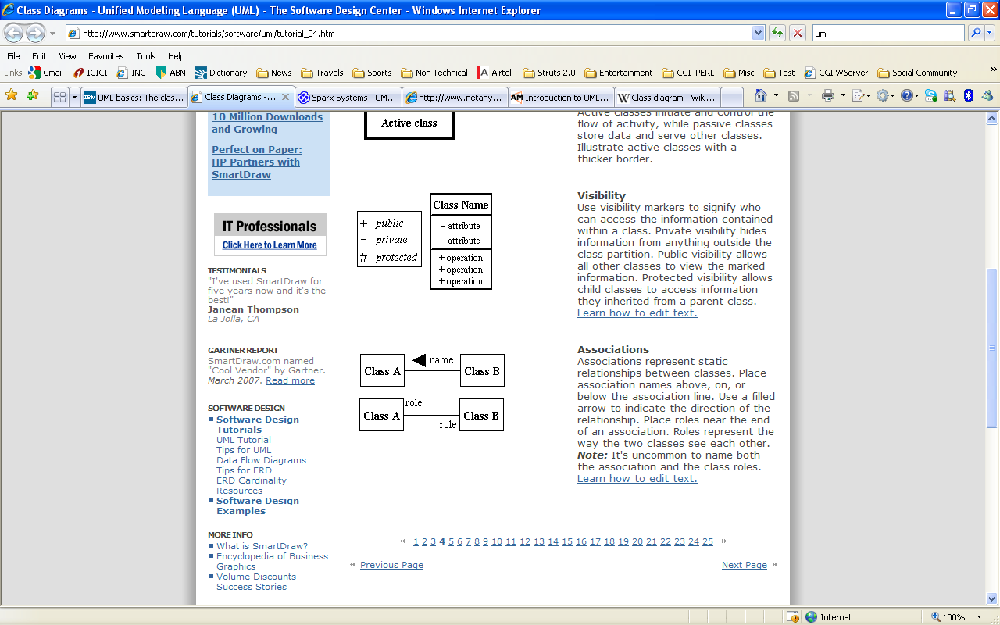 Class Diagrams - Unified Modeling Language (UML) - The Software Design Center - Windows Internet Explorer
http://www.smartdraw.com/tutorials/software/uml/tutorial_04.htm
uml
File Edit View Favorites Tools Help
Links Gmail ICICI ING ABN Dictionary News Travels Sports Non Technical Airtel Struts 2.0 Entertainment CGI PERL Misc Test CGI WServer Social Community »
IBM UML basics: The clas... Class Diagrams - ... Sparx Systems - UM... http://www.netany... AM Introduction to UML... W Class diagram - Wiki...
10 Million Downloads
and Growing
Perfect on Paper:
HP Partners with
SmartDraw
IT Professionals
Click Here to Learn More
TESTIMONIALS
"I've used SmartDraw for
five years now and it's the
best!"
Janean Thompson
La Jolla, CA
GARTNER REPORT
SmartDraw.com named
"Cool Vendor" by Gartner.
March 2007. Read more
SOFTWARE DESIGN
Software Design
Tutorials
UML Tutorial
Tips for UML
Data Flow Diagrams
Tips for ERD
ERD Cardinality
Resources
Software Design
Examples
MORE INFO
What is SmartDraw?
Encyclopedia of Business
Graphics
Volume Discounts
Success Stories
Active class
Active classes initiate and control the
flow of activity, while passive classes
store data and serve other classes.
Illustrate active classes with a
thicker border.
+ public
- private
# protected
Class Name
- attribute
- attribute
+ operation
+ operation
+ operation
Visibility
Use visibility markers to signify who
can access the information contained
within a class. Private visibility hides
information from anything outside the
class partition. Public visibility allows
all other classes to view the marked
information. Protected visibility allows
child classes to access information
they inherited from a parent class.
Learn how to edit text.
Class A name Class B
Class A role role Class B
Associations
Associations represent static
relationships between classes. Place
association names above, on, or
below the association line. Use a filled
arrow to indicate the direction of the
relationship. Place roles near the end
of an association. Roles represent the
way the two classes see each other.
Note: It's uncommon to name both
the association and the class roles.
Learn how to edit text.
« 1 2 3 4 5 6 7 8 9 10 11 12 13 14 15 16 17 18 19 20 21 22 23 24 25 »
« Previous Page Next Page »
Internet 100%